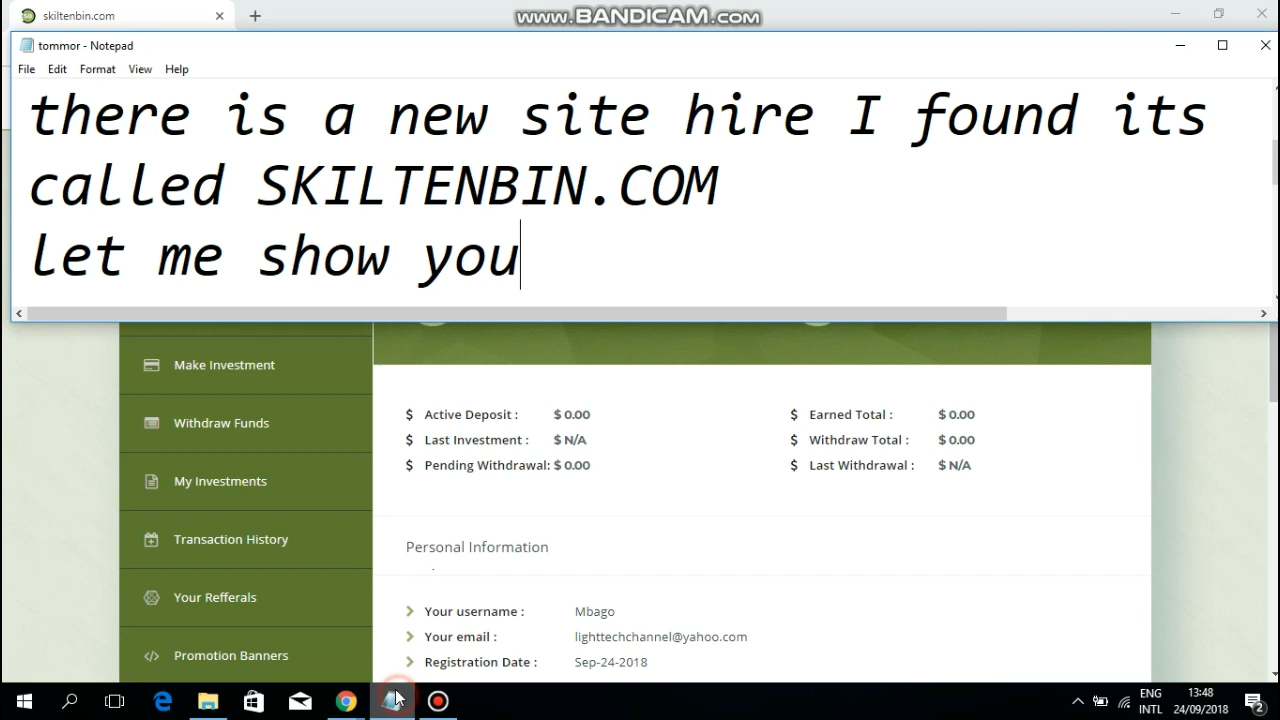 skiltenbin.com
www.BANDICAM.com
tommor - Notepad
File Edit Format View Help
there is a new site hire I found its
called SKILTENBIN.COM
let me show you
Make Investment
Withdraw Funds
My Investments
Transaction History
Your Refferals
Promotion Banners
$ Active Deposit : $ 0.00
$ Last Investment : $ N/A
$ Pending Withdrawal: $ 0.00
$ Earned Total : $ 0.00
$ Withdraw Total : $ 0.00
$ Last Withdrawal : $ N/A
Personal Information
Your username : Mbago
Your email : lighttechchannel@yahoo.com
Registration Date : Sep-24-2018
ENG
INTL
13:48
24/09/2018
2